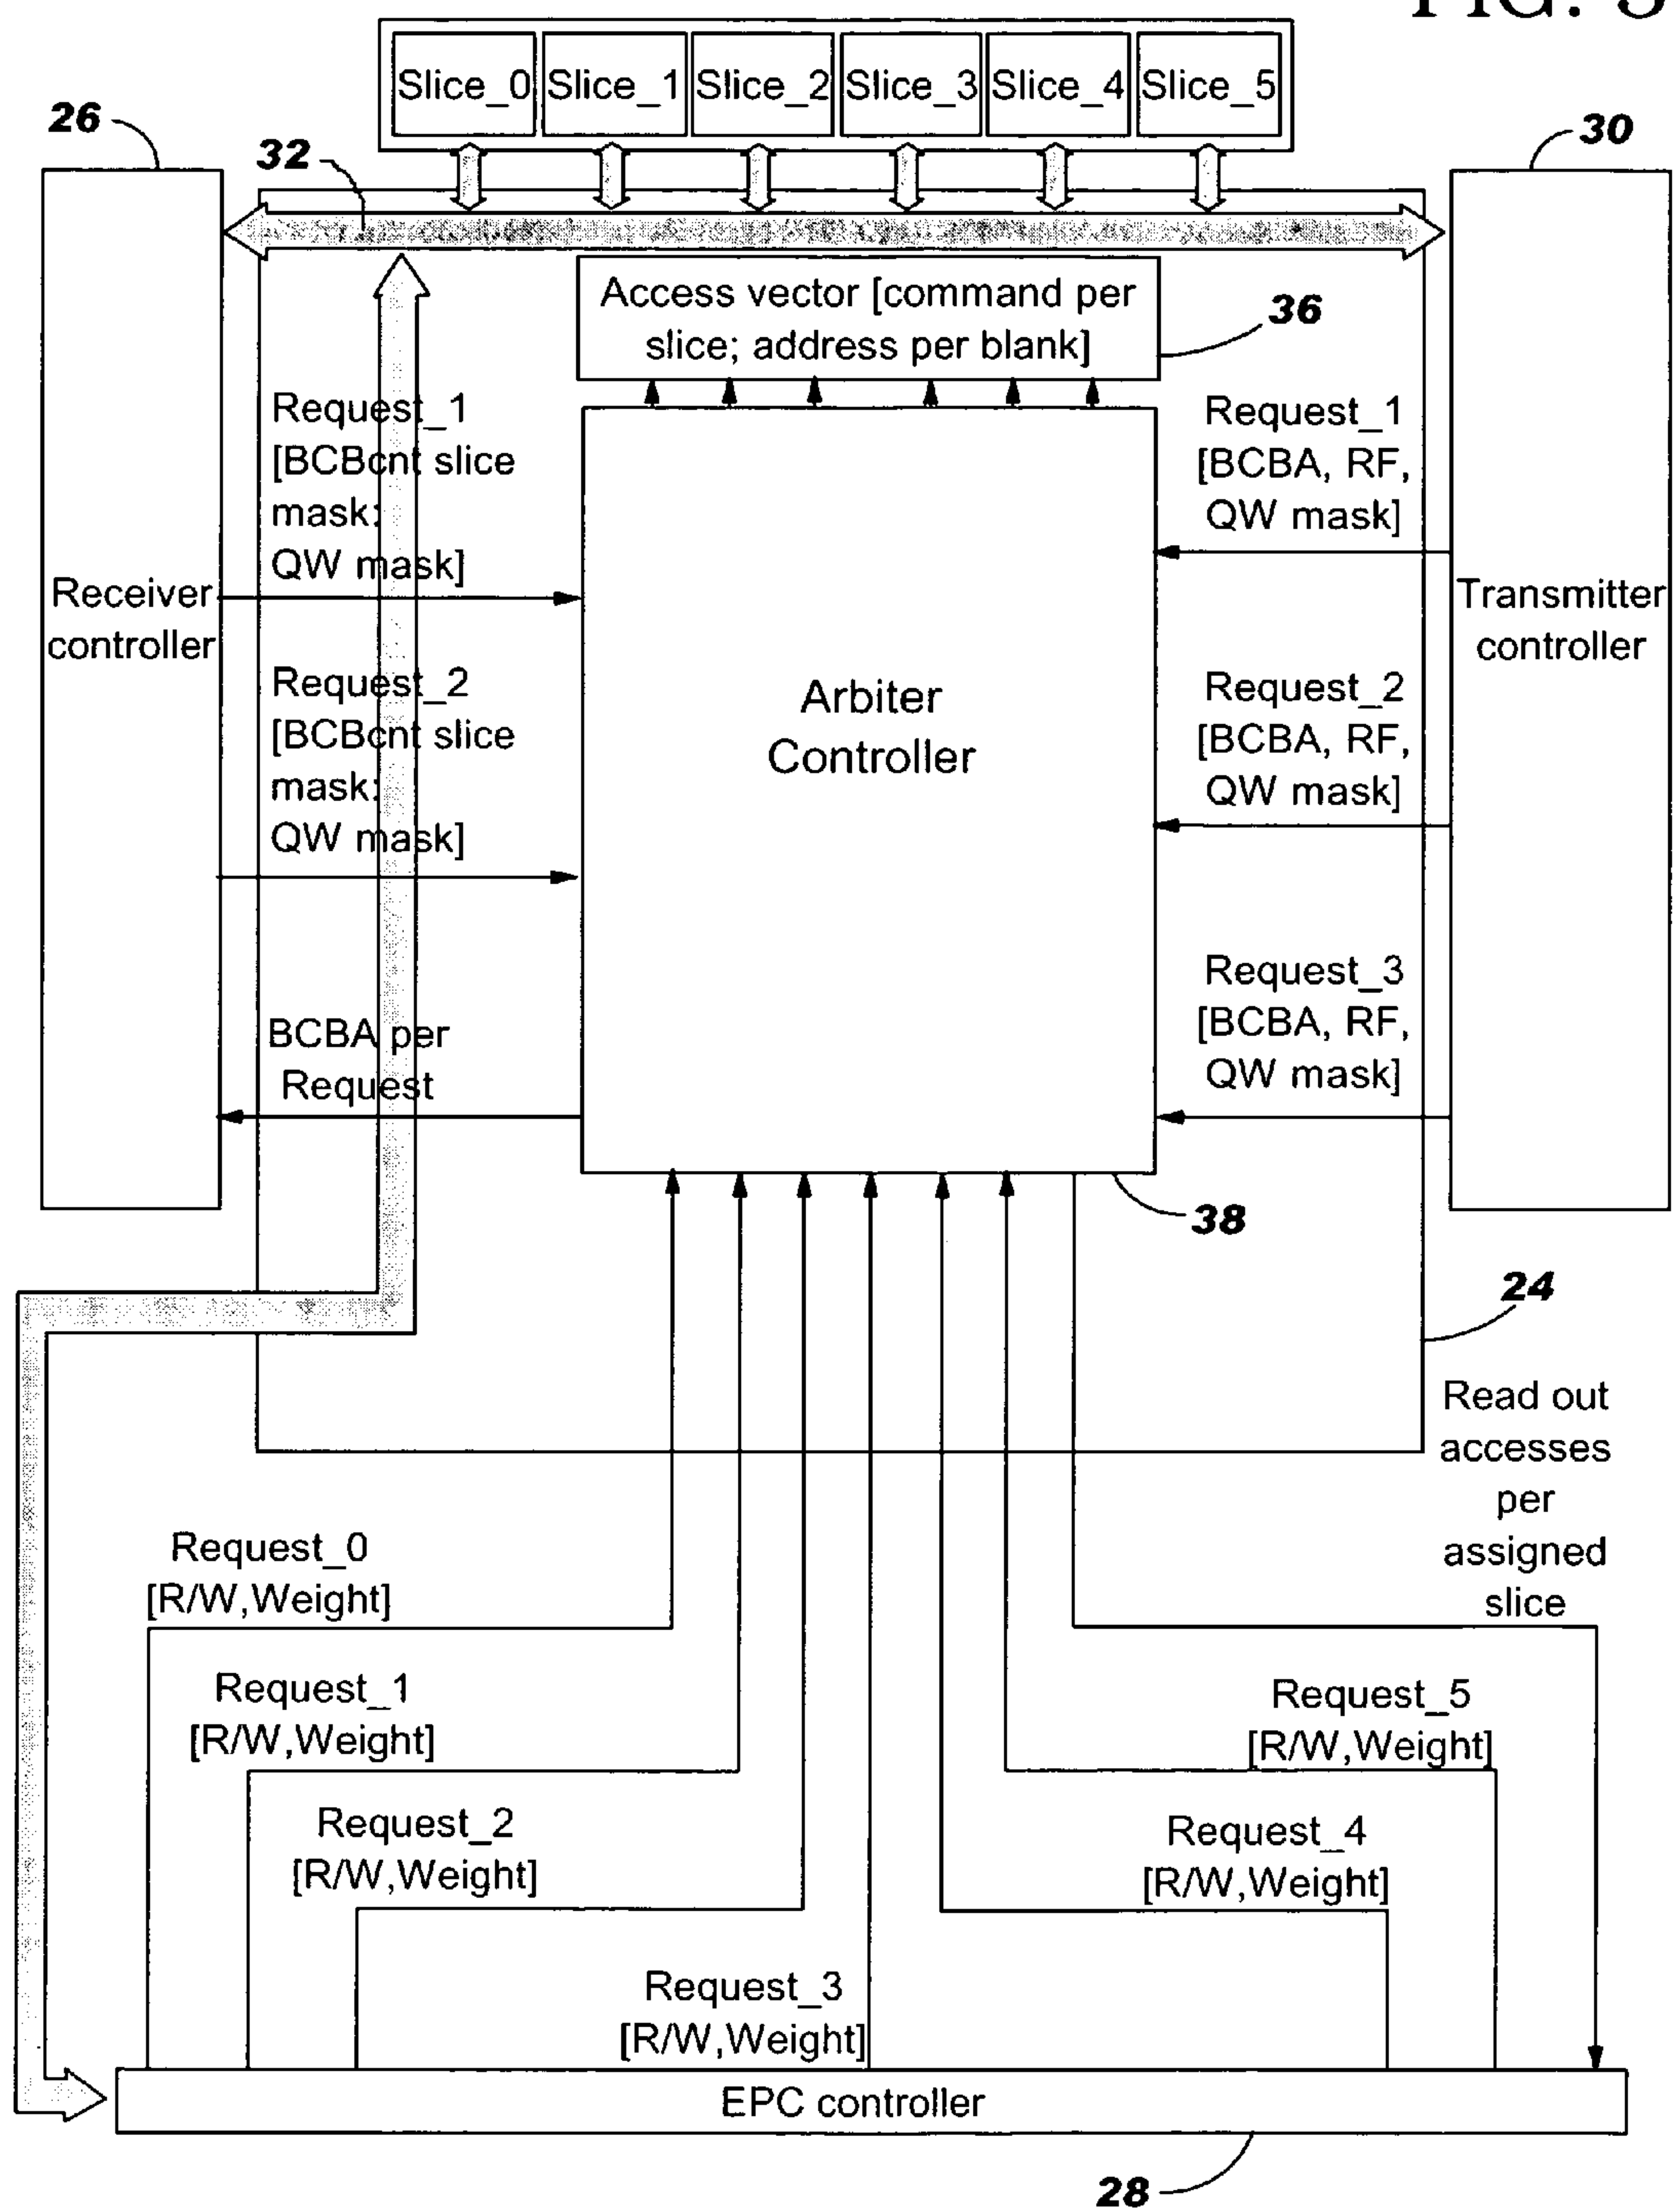 Slice_0 Slice_1 Slice_2 Slice_3 Slice_4 Slice_5
26
32
30
Access vector [command per
slice; address per blank]
36
Request_1
[BCBcnt slice
mask:
QW mask]
Request_1
[BCBA, RF,
QW mask]
Receiver
controller
Transmitter
controller
Request_2
[BCBcnt slice
mask:
QW mask]
Arbiter
Controller
Request_2
[BCBA, RF,
QW mask]
BCBA per
Request
Request_3
[BCBA, RF,
QW mask]
38
24
Read out
accesses
per
assigned
slice
Request_0
[R/W,Weight]
Request_1
[R/W,Weight]
Request_5
[R/W,Weight]
Request_2
[R/W,Weight]
Request_4
[R/W,Weight]
Request_3
[R/W,Weight]
EPC controller
28